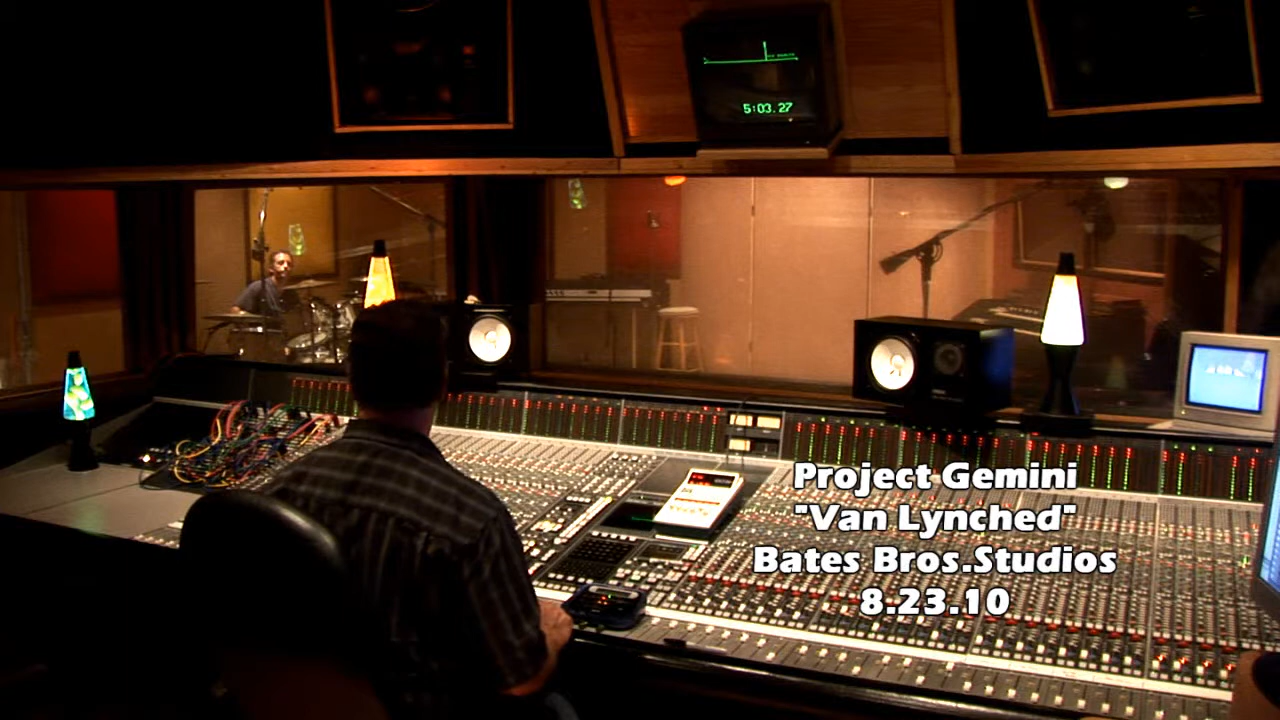 5:03.27
Project Gemini
"Van Lynched"
Bates Bros.Studios
8.23.10